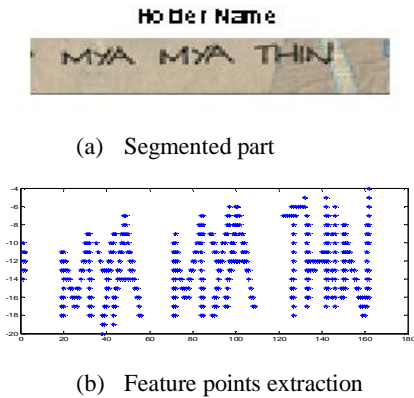 Holder Name
MYA MYA THIN
(a) Segmented part
-4
-6
-8
-10
-12
-14
-16
-18
-20
0 20 40 60 80 100 120 140 160 180
(b) Feature points extraction